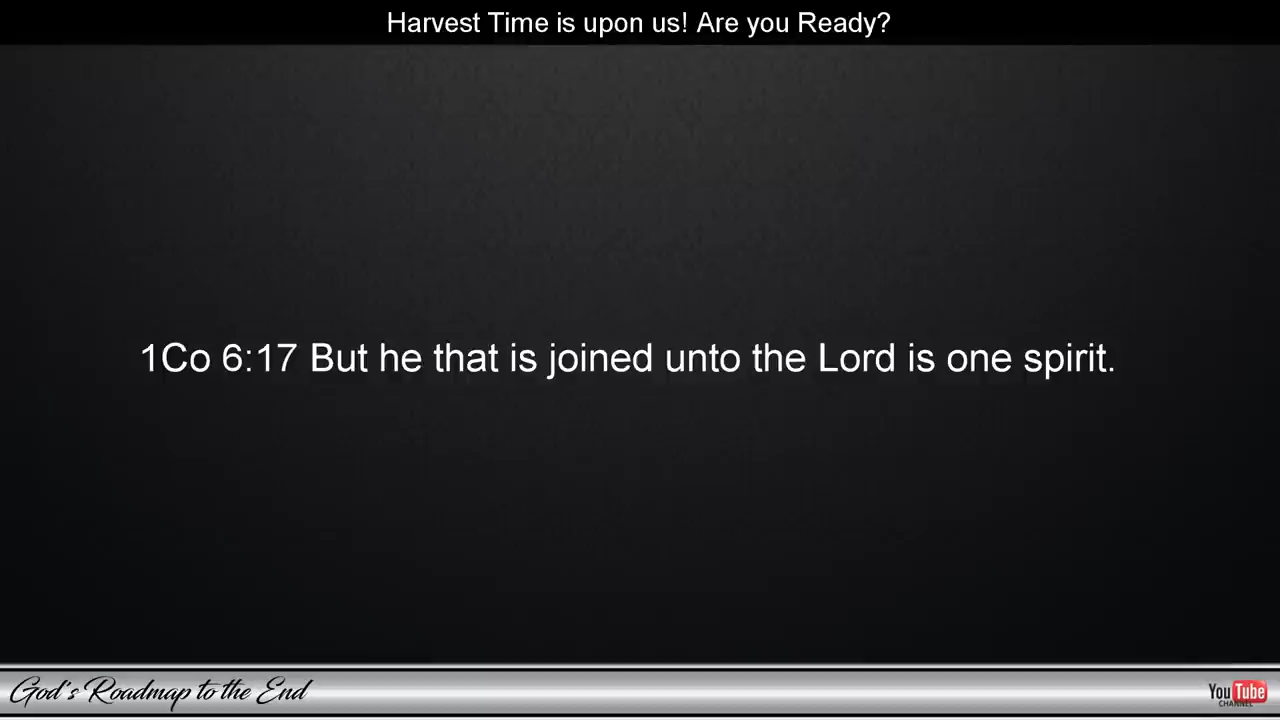 Harvest Time is upon us! Are you Ready?
1Co 6:17 But he that is joined unto the Lord is one spirit.
God's Roadmap to the End
YouTube
CHANNEL